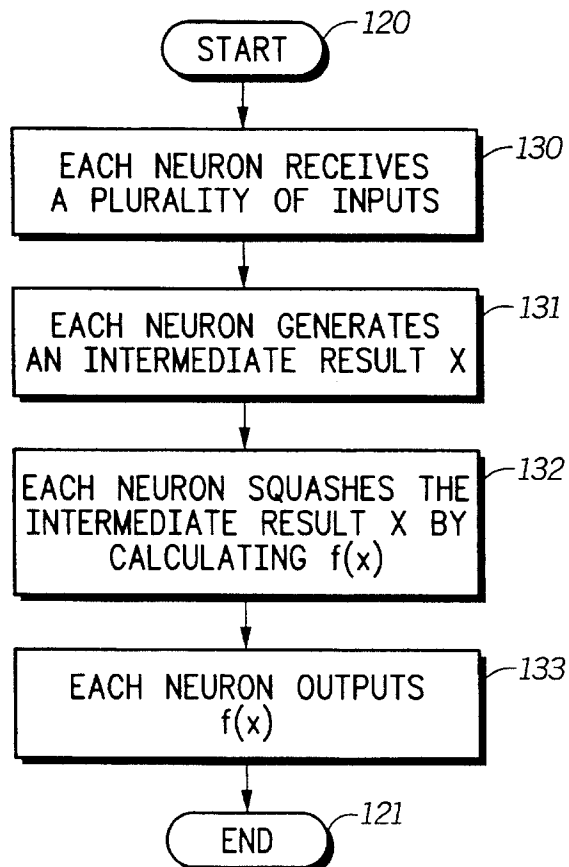 START
120
EACH NEURON RECEIVES
A PLURALITY OF INPUTS
130
EACH NEURON GENERATES
AN INTERMEDIATE RESULT X
131
EACH NEURON SQUASHES THE
INTERMEDIATE RESULT X BY
CALCULATING f(x)
132
EACH NEURON OUTPUTS
f(x)
133
END
121